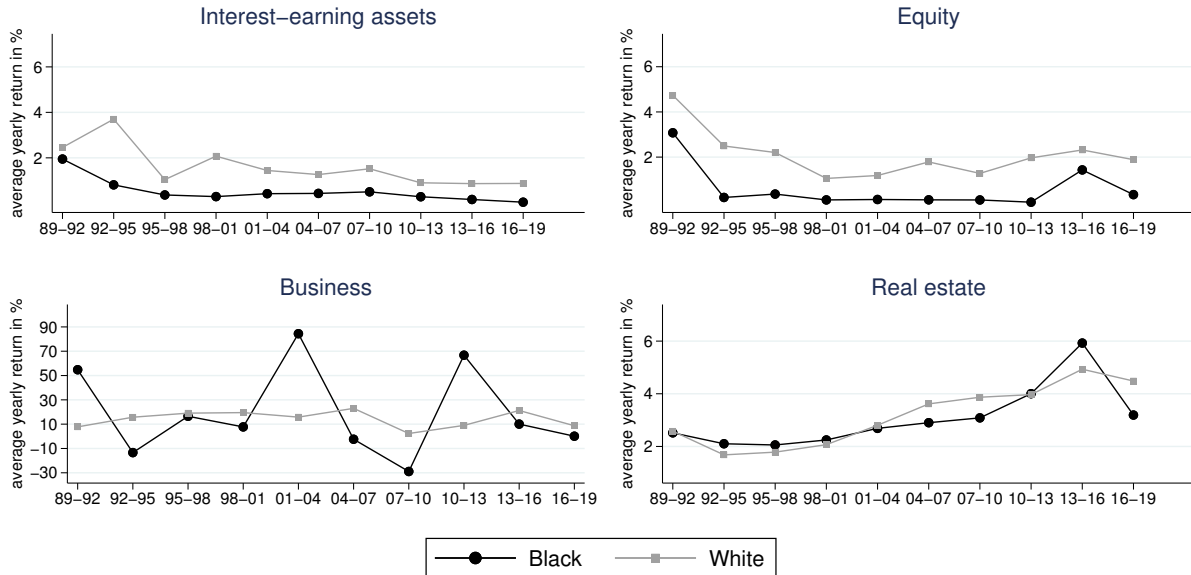 Interest–earning assets
average yearly return in %
6
4
2
89–92 92–95 95–98 98–01 01–04 04–07 07–10 10–13 13–16 16–19
Equity
average yearly return in %
6
4
2
89–92 92–95 95–98 98–01 01–04 04–07 07–10 10–13 13–16 16–19
Business
average yearly return in %
90
70
50
30
10
−10
−30
89–92 92–95 95–98 98–01 01–04 04–07 07–10 10–13 13–16 16–19
Real estate
average yearly return in %
6
4
2
89–92 92–95 95–98 98–01 01–04 04–07 07–10 10–13 13–16 16–19
Black White